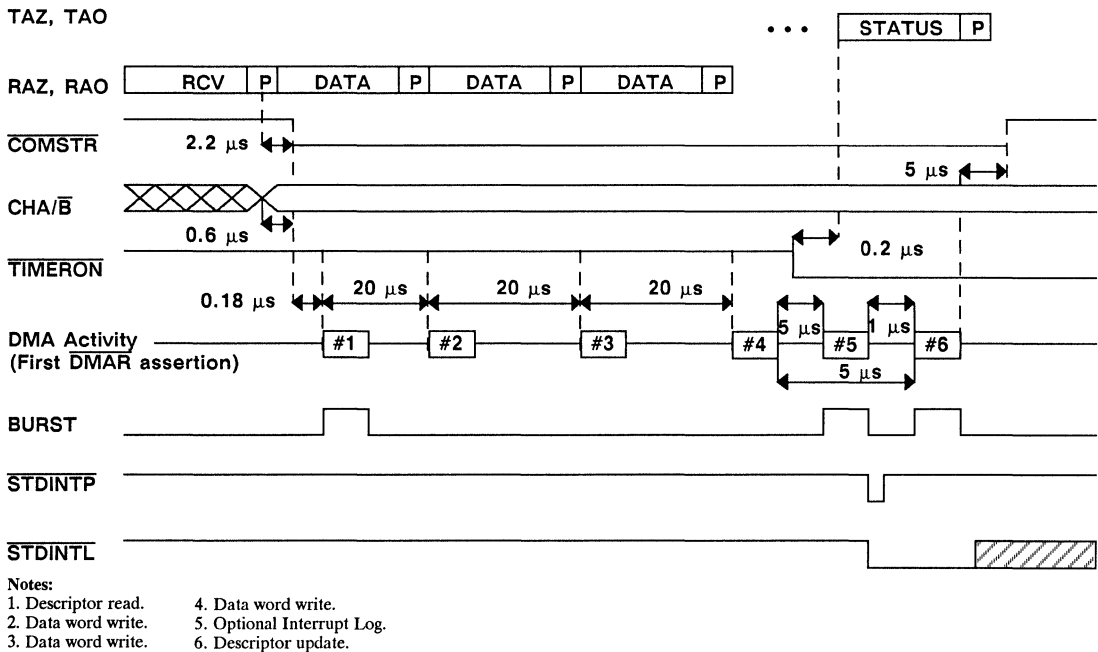 TAZ, TAO
• • • STATUS P
RAZ, RAO
RCV P DATA P DATA P DATA P
COMSTR
2.2 μs
5 μs
CHA/B
0.6 μs
0.2 μs
TIMERON
0.18 μs 20 μs 20 μs 20 μs
5 μs 1 μs
DMA Activity
(First DMAR assertion)
#1 #2 #3 #4 #5 #6
5 μs
BURST
STDINTP
STDINTL
Notes:
1. Descriptor read. 4. Data word write.
2. Data word write. 5. Optional Interrupt Log.
3. Data word write. 6. Descriptor update.